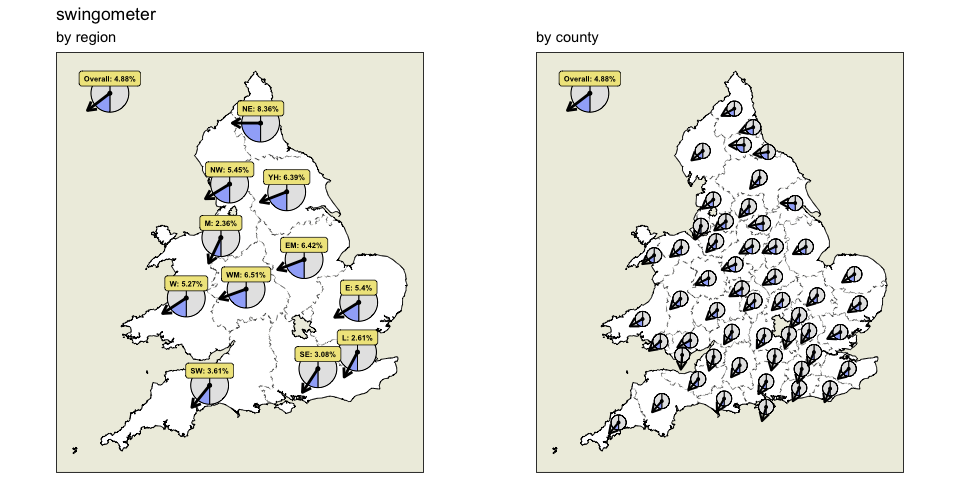 swingometer
by region
by county
Overall: 4.88%
Overall: 4.88%
NE: 8.36%
NW: 5.45%
YH: 6.39%
M: 2.36%
EM: 6.42%
WM: 6.51%
W: 5.27%
E: 5.4%
L: 2.61%
SE: 3.08%
SW: 3.61%